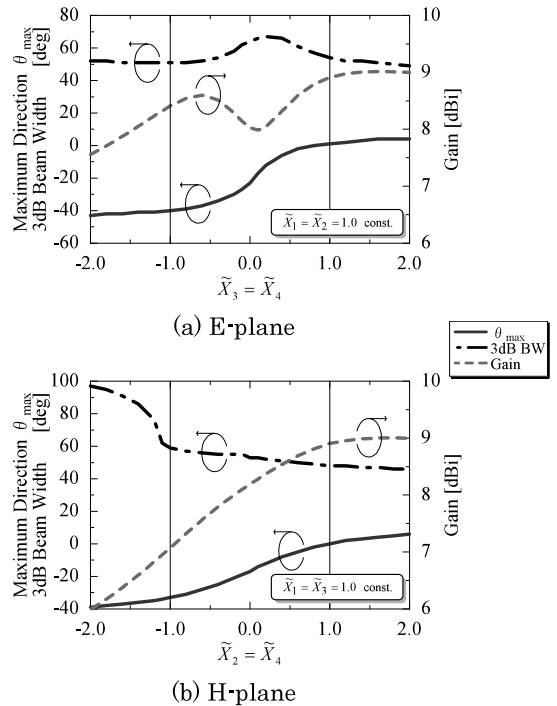 80
60
40
20
0
-20
-40
-60
10
9
8
7
6
-2.0 -1.0 0.0 1.0 2.0
Maximum Direction θmax [deg]
3dB Beam Width
Gain [dBi]
X̃1 = X̃2 = 1.0 const.
X̃3 = X̃4
(a) E-plane
θmax
3dB BW
Gain
100
80
60
40
20
0
-20
-40
10
9
8
7
6
-2.0 -1.0 0.0 1.0 2.0
Maximum Direction θmax [deg]
3dB Beam Width
Gain [dBi]
X̃1 = X̃3 = 1.0 const.
X̃2 = X̃4
(b) H-plane